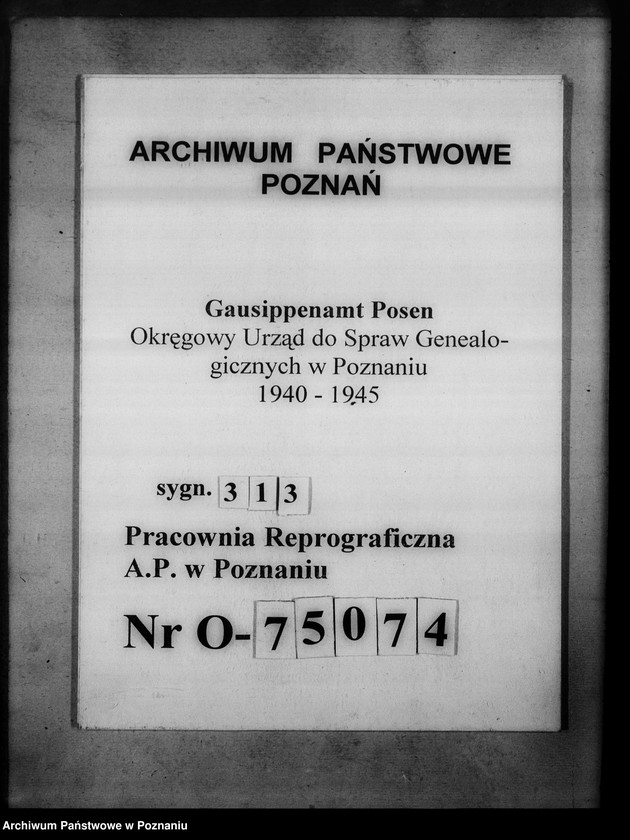 ARCHIWUM PAŃSTWOWE
POZNAŃ
Gausippenamt Posen
Okręgowy Urząd do Spraw Genealo-
gicznych w Poznaniu
1940 - 1945
sygn. 313
Pracownia Reprograficzna
A.P. w Poznaniu
Nr O-75074
Archiwum Państwowe w Poznaniu